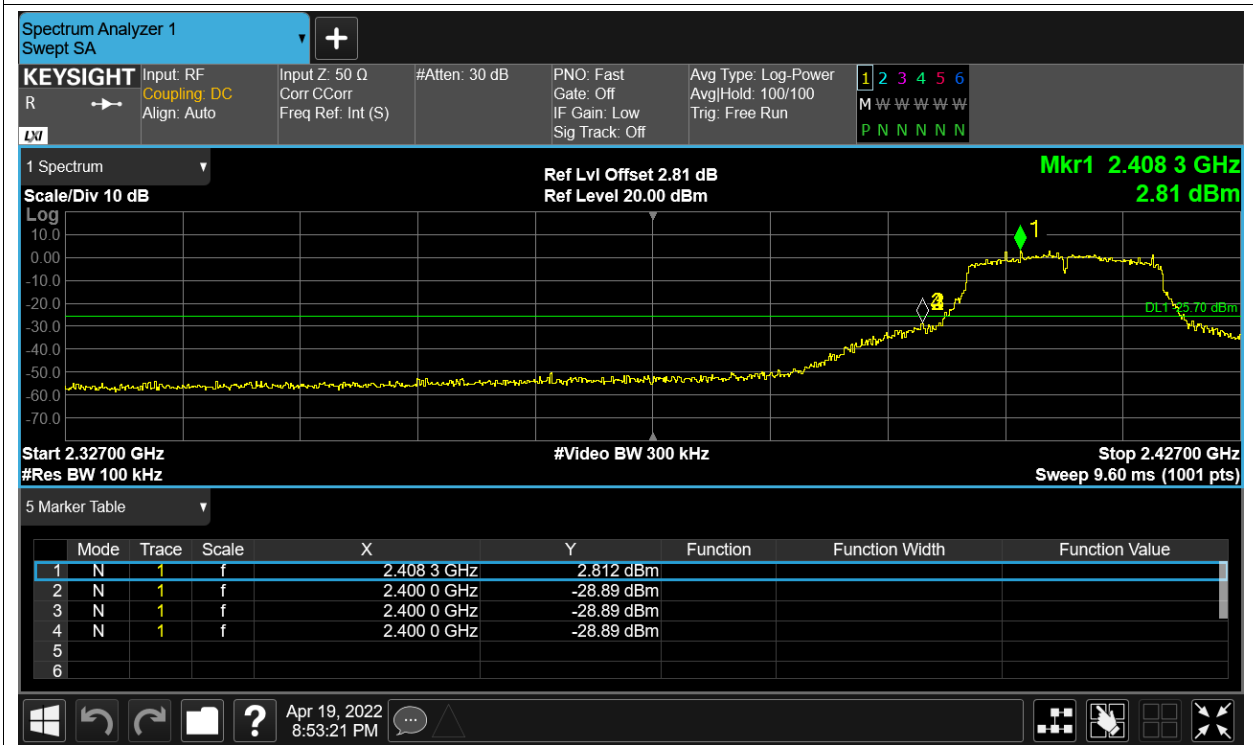 Spectrum Analyzer 1
Swept SA
KEYSIGHT
R
LXI
Input: RF
Coupling: DC
Align: Auto
Input Z: 50 Ω
Corr CCorr
Freq Ref: Int (S)
#Atten: 30 dB
PNO: Fast
Gate: Off
IF Gain: Low
Sig Track: Off
Avg Type: Log-Power
Avg|Hold: 100/100
Trig: Free Run
1 2 3 4 5 6
M W W W W W
P N N N N N
1 Spectrum
Scale/Div 10 dB
Ref Lvl Offset 2.81 dB
Ref Level 20.00 dBm
Mkr1 2.408 3 GHz
2.81 dBm
Log
10.0
0.00
-10.0
-20.0
-30.0
-40.0
-50.0
-60.0
-70.0
1
DL1 -25.70 dBm
Start 2.32700 GHz
#Res BW 100 kHz
#Video BW 300 kHz
Stop 2.42700 GHz
Sweep 9.60 ms (1001 pts)
5 Marker Table
Mode Trace Scale X Y Function Function Width Function Value
1 N 1 f 2.408 3 GHz 2.812 dBm
2 N 1 f 2.400 0 GHz -28.89 dBm
3 N 1 f 2.400 0 GHz -28.89 dBm
4 N 1 f 2.400 0 GHz -28.89 dBm
5
6
?
Apr 19, 2022
8:53:21 PM